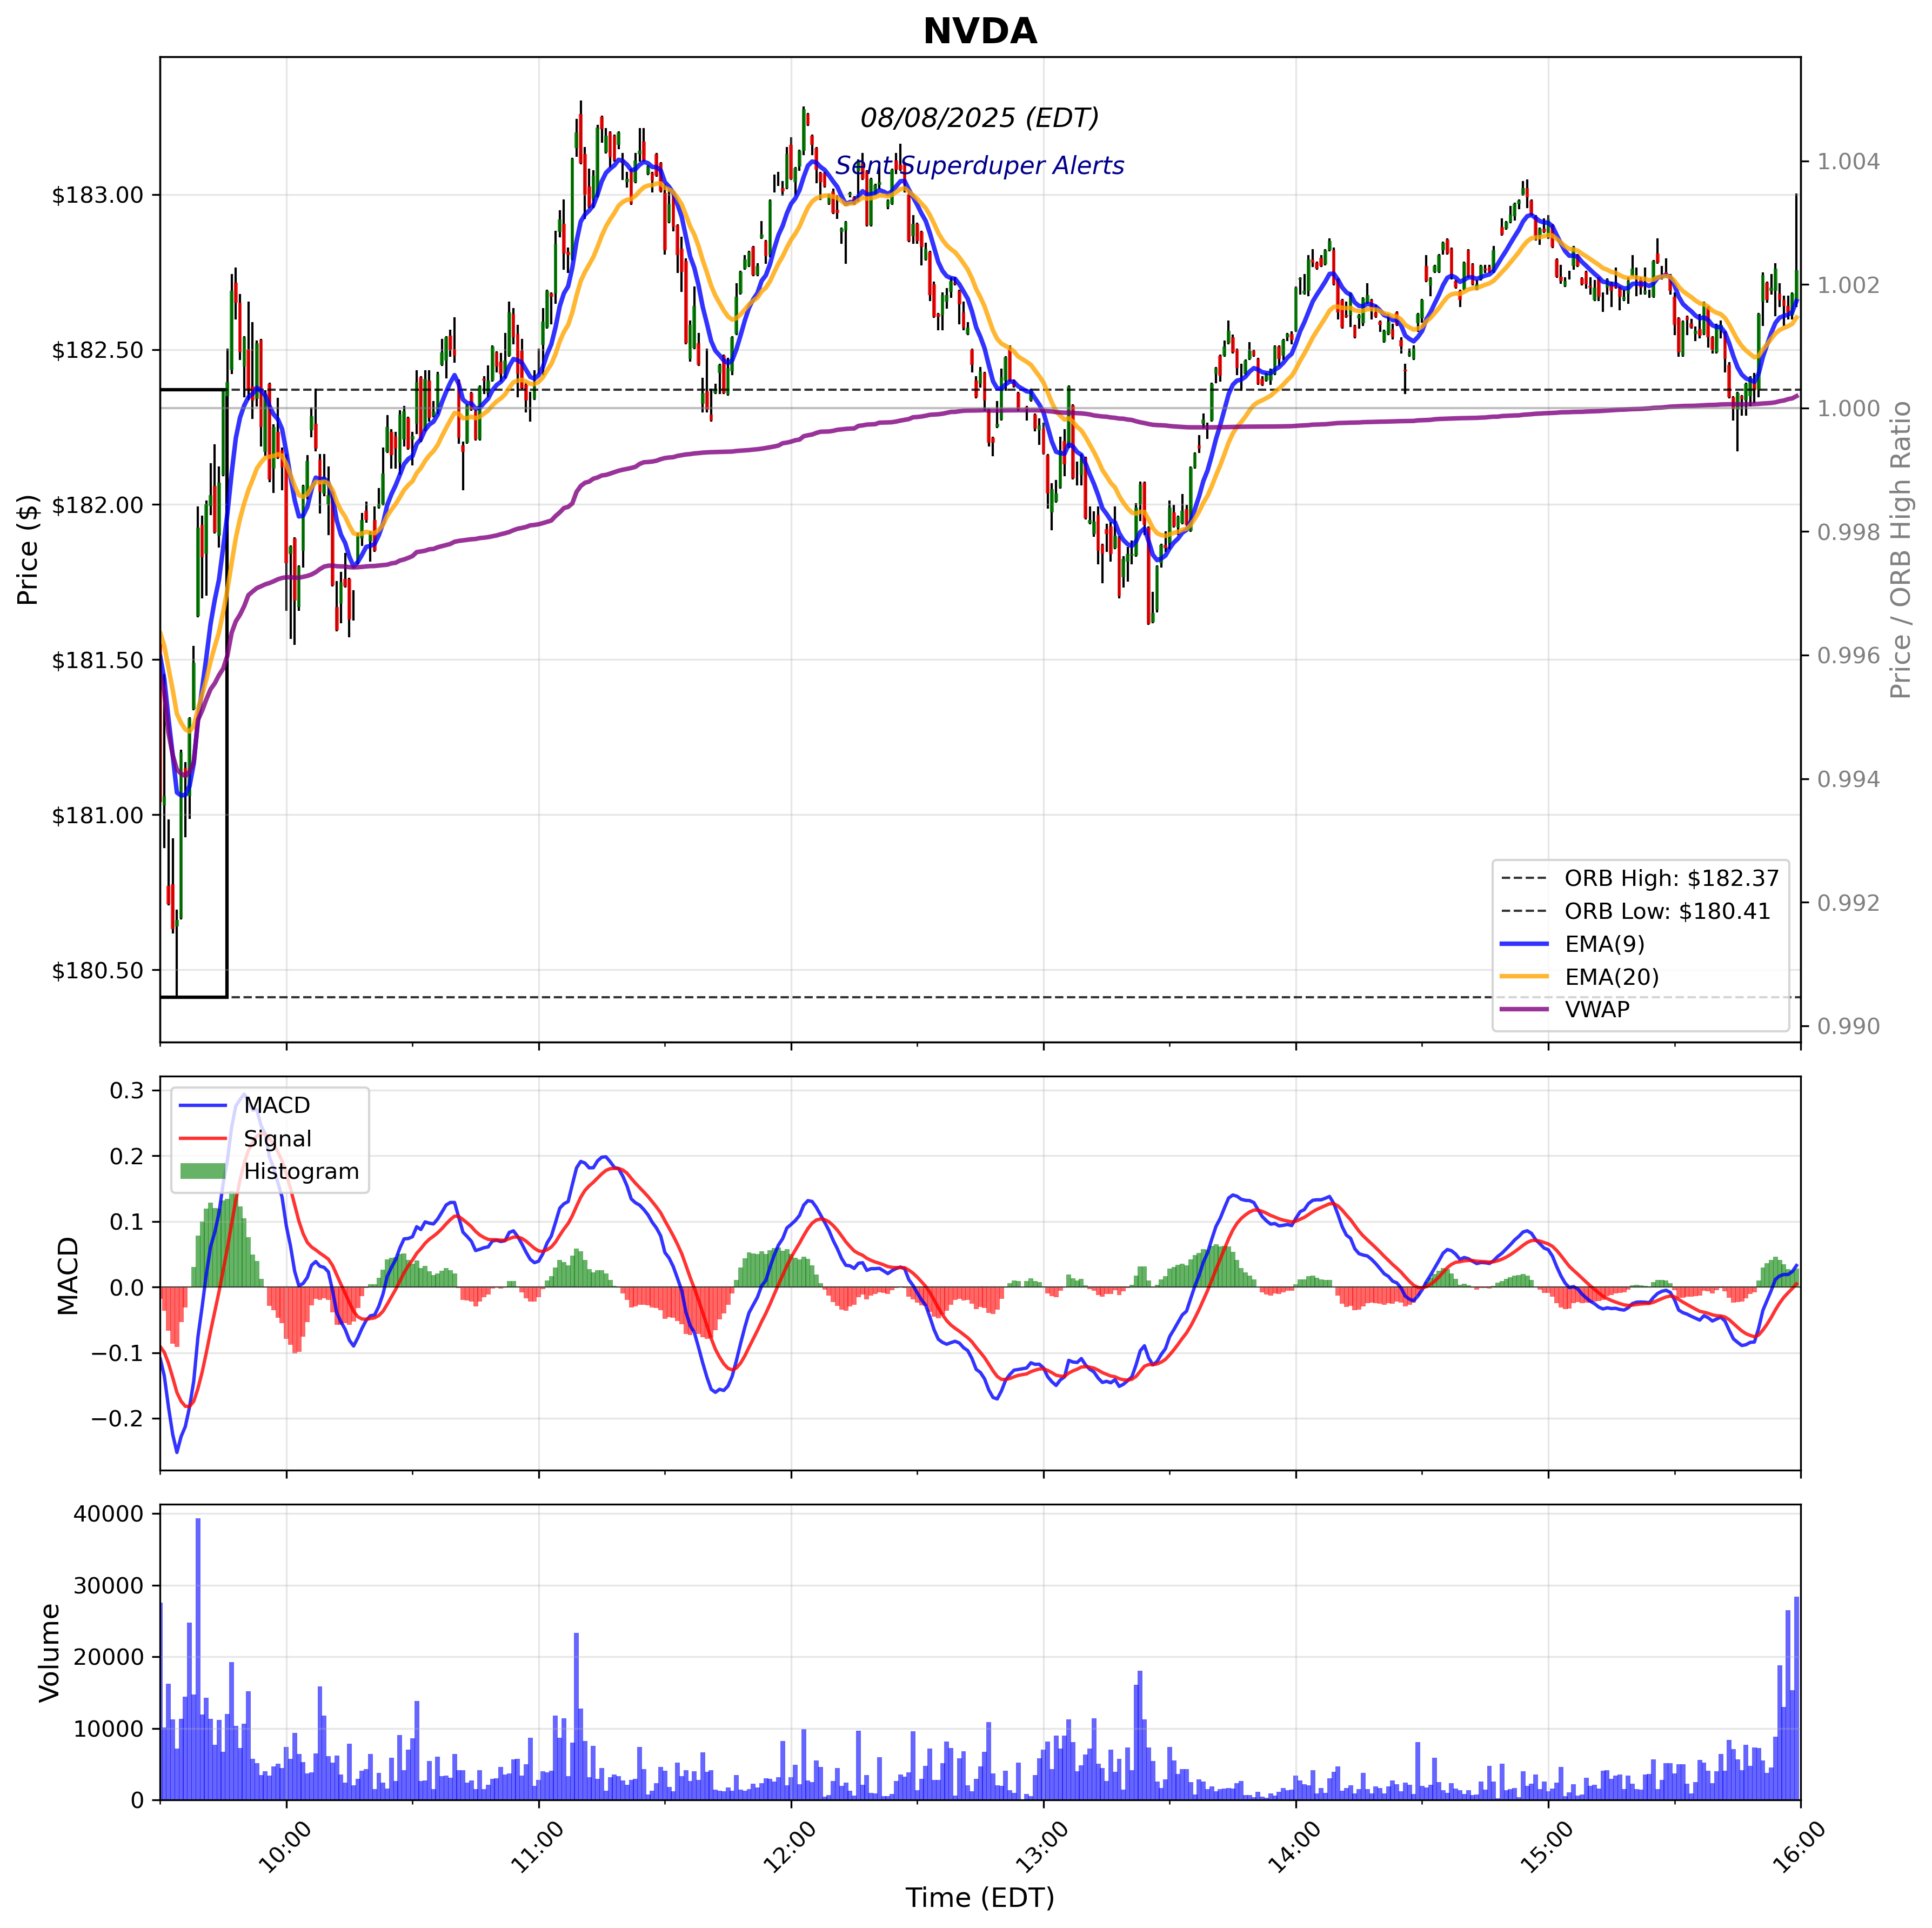 NVDA
08/08/2025 (EDT)
Sent Superduper Alerts
Price ($)
$183.00
$182.50
$182.00
$181.50
$181.00
$180.50
1.004
1.002
1.000
0.998
0.996
0.994
0.992
0.990
Price / ORB High Ratio
ORB High: $182.37
ORB Low: $180.41
EMA(9)
EMA(20)
VWAP
MACD
0.3
0.2
0.1
0.0
−0.1
−0.2
MACD
Signal
Histogram
Volume
40000
30000
20000
10000
0
10:00
11:00
12:00
13:00
14:00
15:00
16:00
Time (EDT)